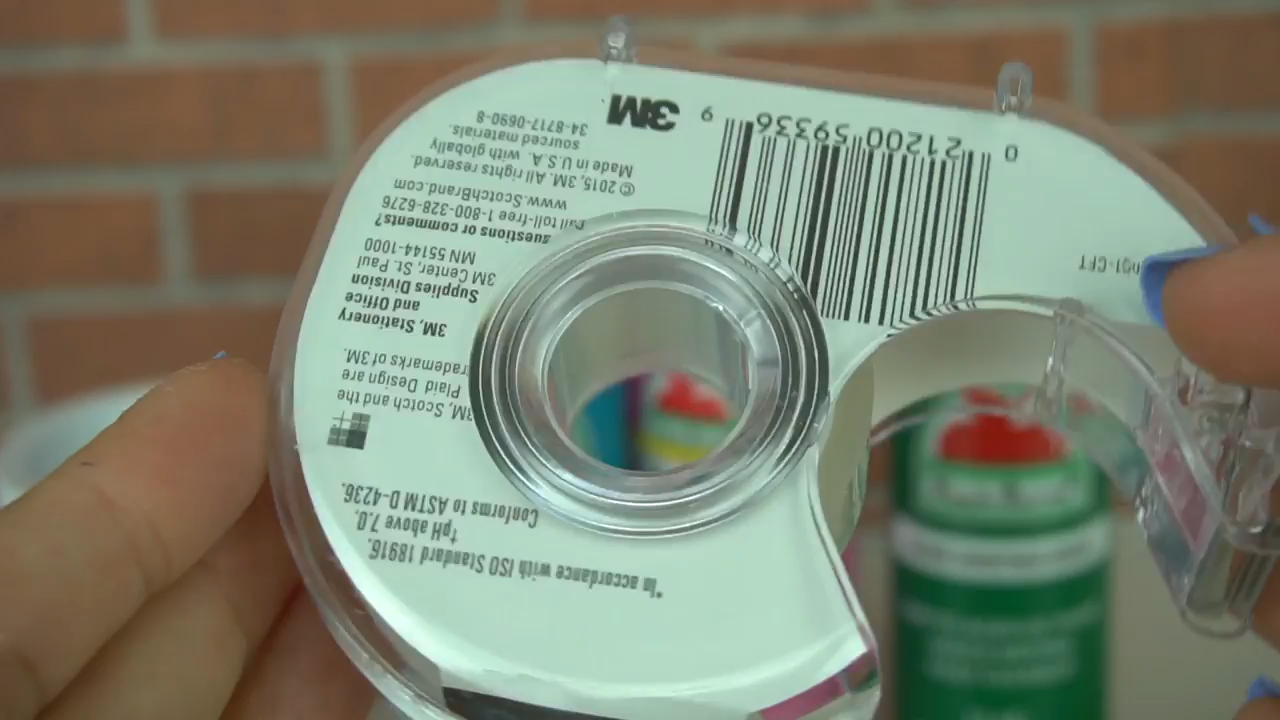 *In accordance with ISO Standard 18916.
†pH above 7.0.
Conforms to ASTM D-4236.
3M, Scotch and the
Plaid Design are
trademarks of 3M.
3M, Stationery
and Office
Supplies Division
3M Center, St. Paul
MN 55144-1000
uestions or comments?
all toll-free 1-800-328-6276
www.ScotchBrand.com
© 2015, 3M. All rights reserved.
Made in U.S.A. with globally
sourced materials.
34-8717-0690-8
3M
0 21200 59336 9